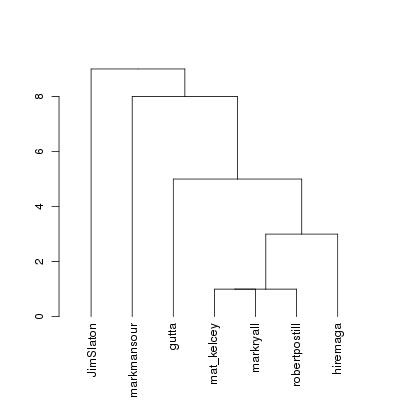 8
6
4
2
0
JimSlaton
markmansour
gutta
mat_kelcey
markryall
robertpostill
hiremaga